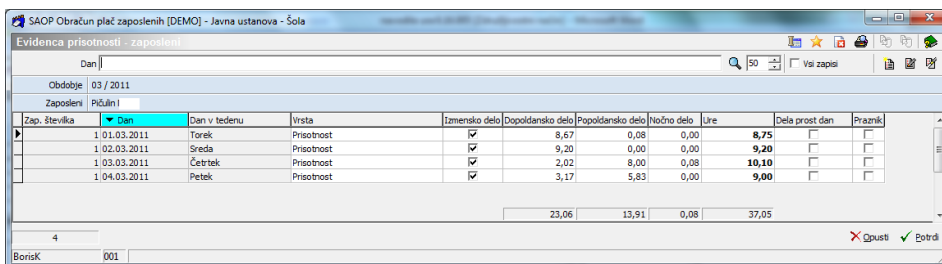 SAOP Obračun plač zaposlenih [DEMO] - Javna ustanova - Šola
Evidenca prisotnosti - zaposleni
Dan 50 Vsi zapisi
Obdobje 03 / 2011
Zaposleni Pičulin I
Zap. številka Dan Dan v tedenu Vrsta Izmensko delo Dopoldansko delo Popoldansko delo Nočno delo Ure Dela prost dan Praznik
1 01.03.2011 Torek Prisotnost 8,67 0,08 0,00 8,75
1 02.03.2011 Sreda Prisotnost 9,20 0,00 0,00 9,20
1 03.03.2011 Četrtek Prisotnost 2,02 8,00 0,08 10,10
1 04.03.2011 Petek Prisotnost 3,17 5,83 0,00 9,00
23,06 13,91 0,08 37,05
4 Opusti Potrdi
BorisK 001